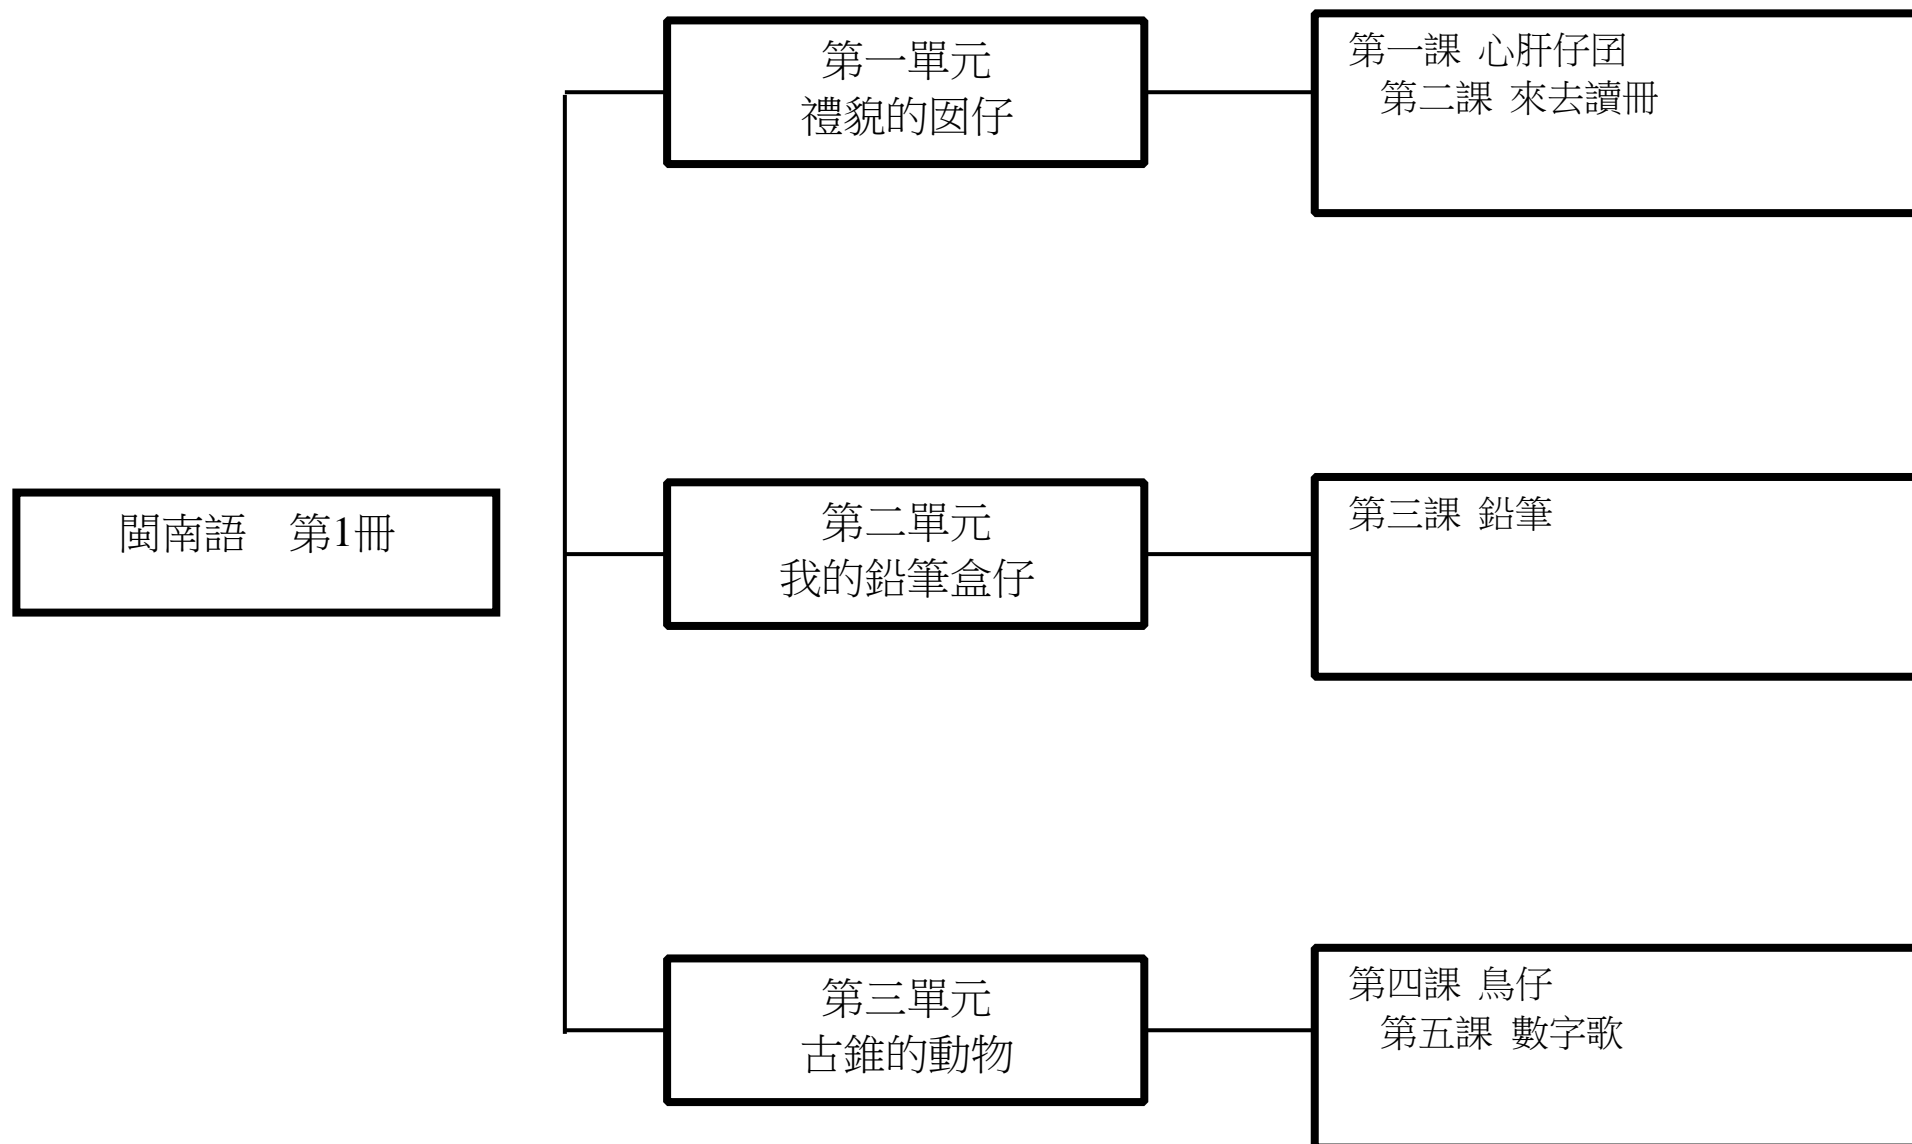 閩南語　第1冊
第一單元
禮貌的囡仔
第一課 心肝仔囝
第二課 來去讀冊
第二單元
我的鉛筆盒仔
第三課 鉛筆
第三單元
古錐的動物
第四課 鳥仔
第五課 數字歌